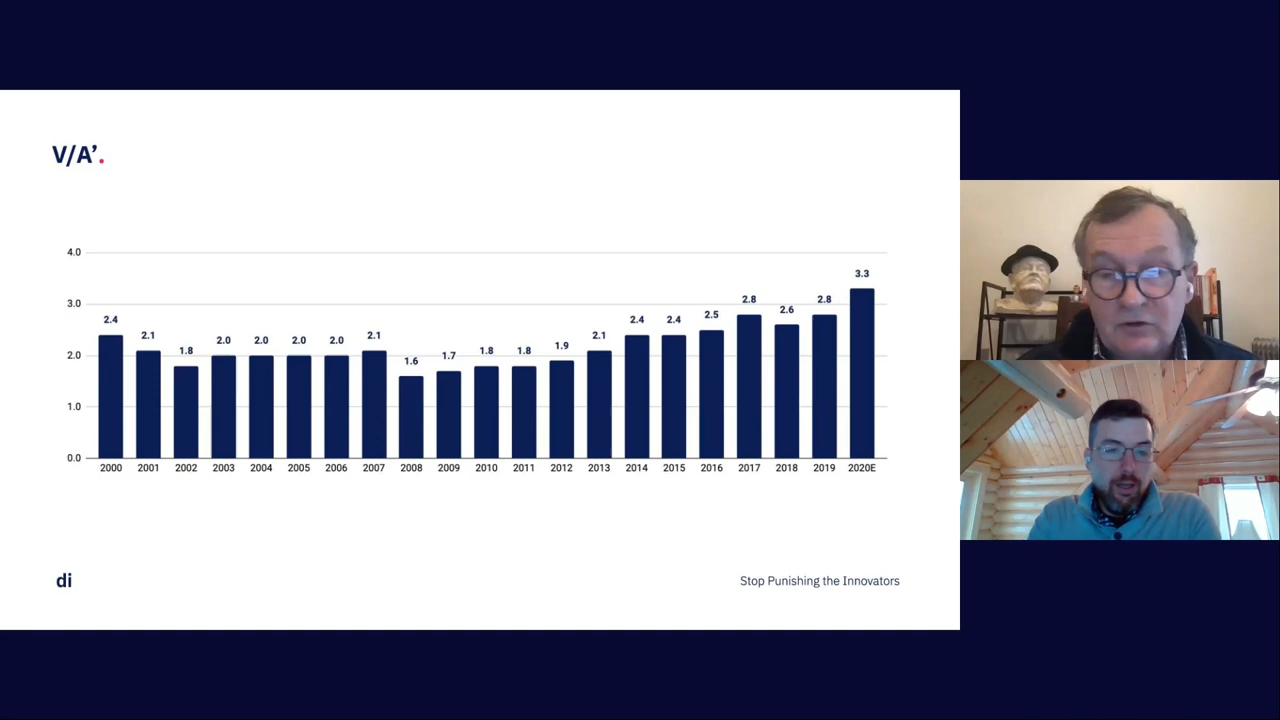 V/A’.
4.0
3.0
2.0
1.0
0.0
2.4 2.1 1.8 2.0 2.0 2.0 2.0 2.1 1.6 1.7 1.8 1.8 1.9 2.1 2.4 2.4 2.5 2.8 2.6 2.8 3.3
2000 2001 2002 2003 2004 2005 2006 2007 2008 2009 2010 2011 2012 2013 2014 2015 2016 2017 2018 2019 2020E
di
Stop Punishing the Innovators